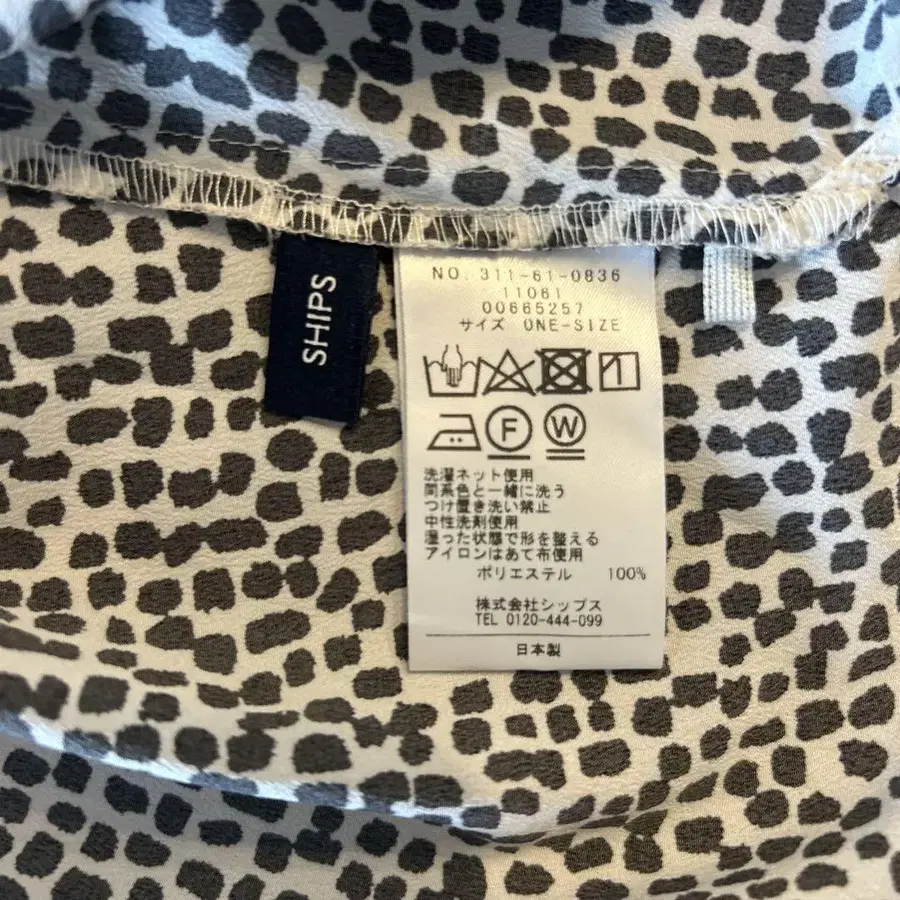 SHIPS
NO. 311-61-0836
11061
00665257
サイズ ONE-SIZE
F W
洗濯ネット使用
同系色と一緒に洗う
つけ置き洗い禁止
中性洗剤使用
湿った状態で形を整える
アイロンはあて布使用
ポリエステル 100%
株式会社シップス
TEL 0120-444-099
日本製